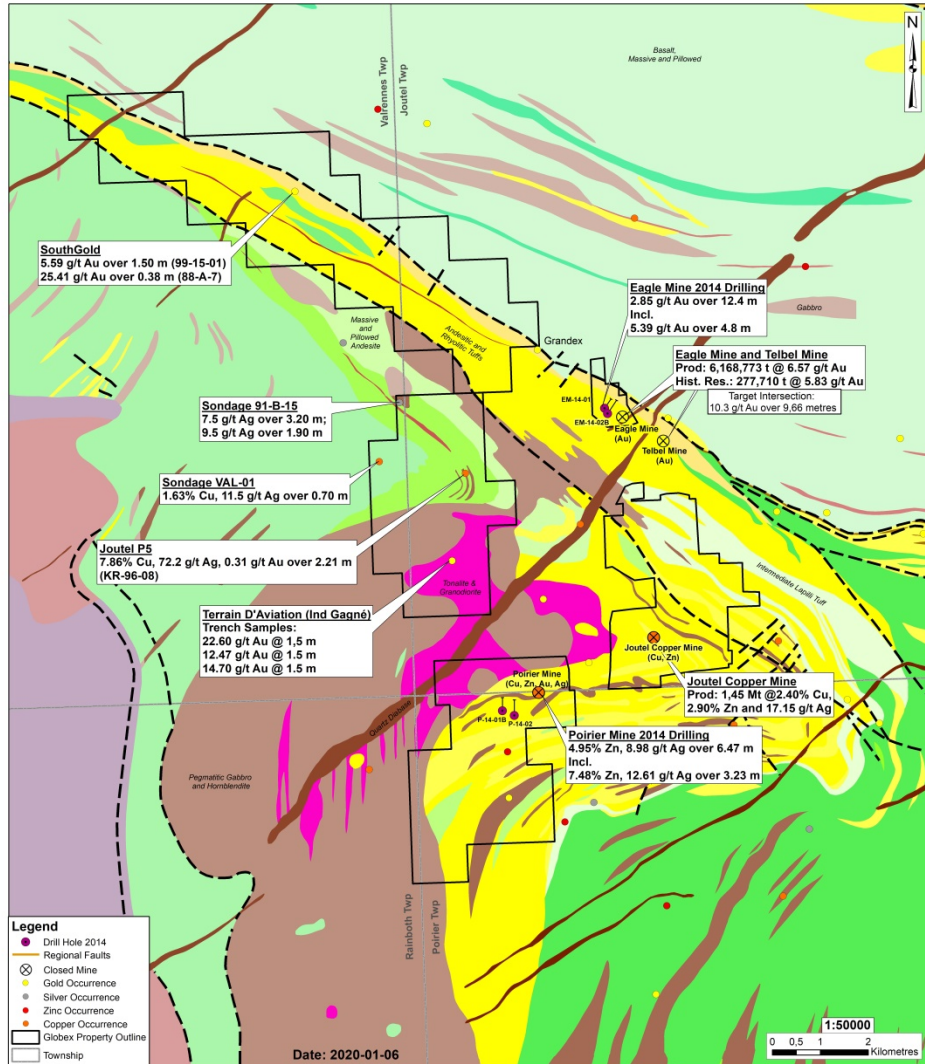 N
Basalt,
Massive and Pillowed
Valrennes Twp
Joutel Twp
SouthGold
5.59 g/t Au over 1.50 m (99-15-01)
25.41 g/t Au over 0.38 m (88-A-7)
Eagle Mine 2014 Drilling
2.85 g/t Au over 12.4 m
Incl.
5.39 g/t Au over 4.8 m
Gabbro
Massive
and
Pillowed
Andesite
Andesitic and
Rhyolitic Tuffs
Grandex
Eagle Mine and Telbel Mine
Prod: 6,168,773 t @ 6.57 g/t Au
Hist. Res.: 277,710 t @ 5.83 g/t Au
Target Intersection:
10.3 g/t Au over 9,66 metres
EM-14-01
EM-14-02B
Eagle Mine
(Au)
Telbel Mine
(Au)
Sondage 91-B-15
7.5 g/t Ag over 3.20 m;
9.5 g/t Ag over 1.90 m
Sondage VAL-01
1.63% Cu, 11.5 g/t Ag over 0.70 m
Joutel P5
7.86% Cu, 72.2 g/t Ag, 0.31 g/t Au over 2.21 m
(KR-96-08)
Tonalite &
Granodiorite
Intermediate Lapilli Tuff
Terrain D'Aviation (Ind Gagné)
Trench Samples:
22.60 g/t Au @ 1,5 m
12.47 g/t Au @ 1.5 m
14.70 g/t Au @ 1.5 m
Joutel Copper Mine
(Cu, Zn)
Poirier Mine
(Cu, Zn, Au, Ag)
Joutel Copper Mine
Prod: 1,45 Mt @2.40% Cu,
2.90% Zn and 17.15 g/t Ag
P-14-01B
P-14-02
Quartz Diabase
Poirier Mine 2014 Drilling
4.95% Zn, 8.98 g/t Ag over 6.47 m
Incl.
7.48% Zn, 12.61 g/t Ag over 3.23 m
Pegmatitic Gabbro
and Hornblendite
Rainboth Twp
Poirier Twp
Legend
Drill Hole 2014
Regional Faults
Closed Mine
Gold Occurrence
Silver Occurrence
Zinc Occurrence
Copper Occurrence
Globex Property Outline
Township
Date: 2020-01-06
1:50000
0 0,5 1 2
Kilometres